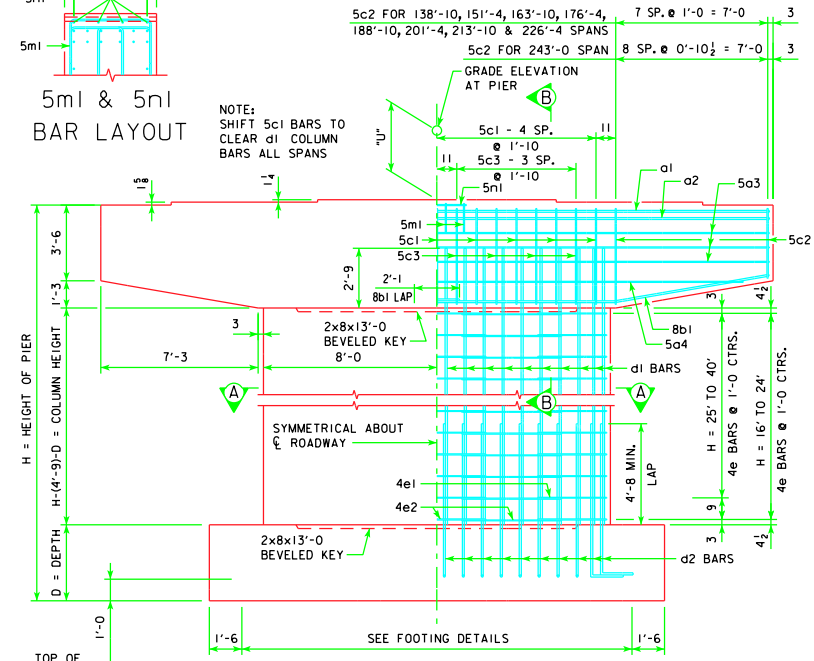 5m1
5m1 & 5n1
BAR LAYOUT
NOTE:
SHIFT 5c1 BARS TO
CLEAR d1 COLUMN
BARS ALL SPANS
5c2 FOR 138'-10, 151'-4, 163'-10, 176'-4,
188'-10, 201'-4, 213'-10 & 226'-4 SPANS
7 SP. @ 1'-0 = 7'-0
3
5c2 FOR 243'-0 SPAN
8 SP. @ 0'-10½ = 7'-0
3
GRADE ELEVATION
AT PIER
B
"U"
5c1 - 4 SP.
@ 1'-10
11
11
5c3 - 3 SP.
@ 1'-10
5n1
a1
a2
5a3
1⅝
1¼
5m1
5c1
5c2
5c3
3'-6
1'-3
2'-9
2'-1
8b1 LAP
3
4½
3
2x8x13'-0
BEVELED KEY
8b1
5a4
7'-3
8'-0
d1 BARS
A
B
A
H = HEIGHT OF PIER
H-(4'-9)-D = COLUMN HEIGHT
D = DEPTH
SYMMETRICAL ABOUT
℄ ROADWAY
4'-8 MIN.
LAP
H = 25' TO 40'
4e BARS @ 1'-0 CTRS.
H = 16' TO 24'
4e BARS @ 1'-0 CTRS.
4e1
4e2
9
3
4½
2x8x13'-0
BEVELED KEY
d2 BARS
1'-0
1'-6
SEE FOOTING DETAILS
1'-6
TOP OF